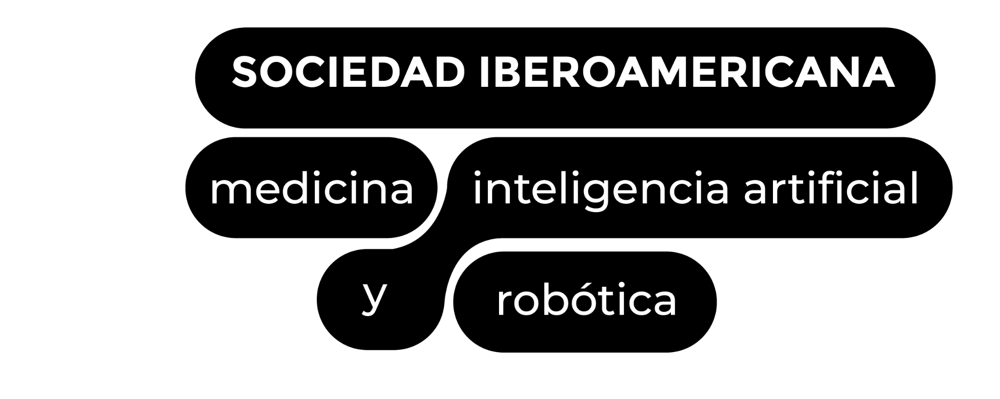 SOCIEDAD IBEROAMERICANA
medicina inteligencia artificial
y robótica